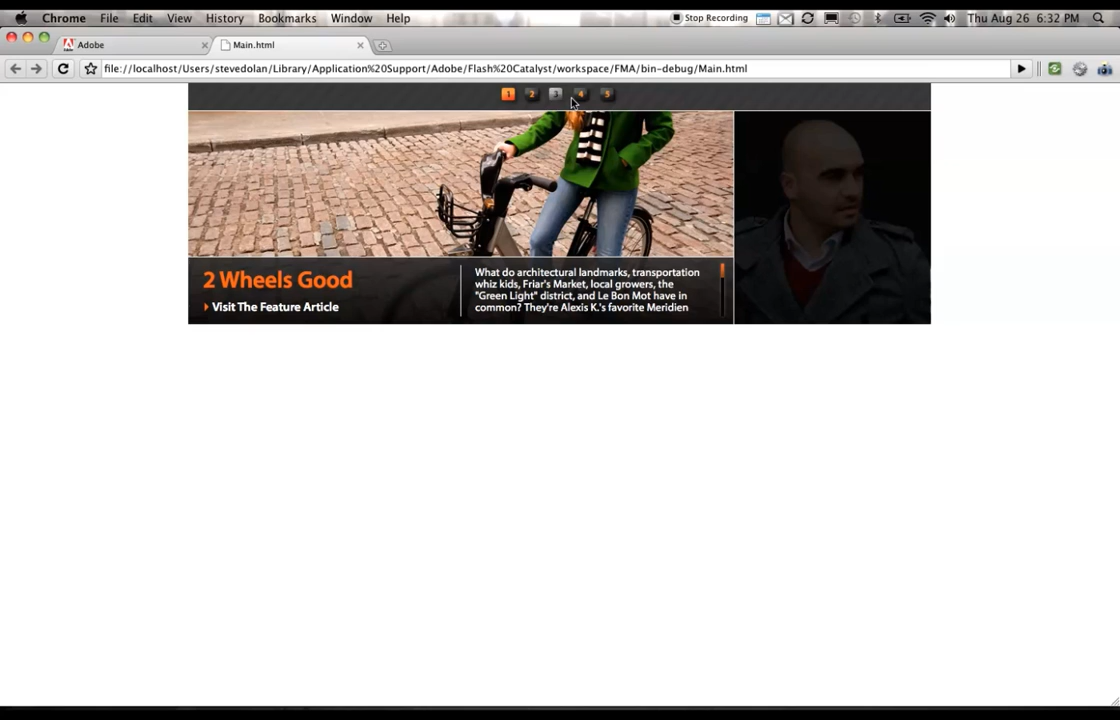 Chrome File Edit View History Bookmarks Window Help Stop Recording Thu Aug 26 6:32 PM
Adobe Main.html
file://localhost/Users/stevedolan/Library/Application%20Support/Adobe/Flash%20Catalyst/workspace/FMA/bin-debug/Main.html
1 2 3 4 5
2 Wheels Good
Visit The Feature Article
What do architectural landmarks, transportation
whiz kids, Friar's Market, local growers, the
"Green Light" district, and Le Bon Mot have in
common? They're Alexis K.'s favorite Meridien